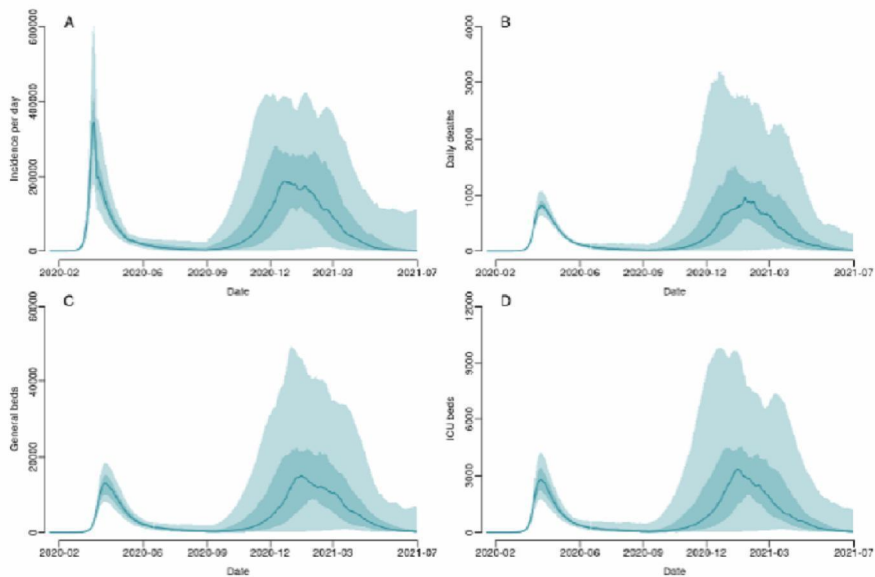 A
Incidence per day
600000
400000
200000
0
2020-02 2020-06 2020-09 2020-12 2021-03 2021-07
Date
B
Daily deaths
4000
3000
2000
1000
0
2020-02 2020-06 2020-09 2020-12 2021-03 2021-07
Date
C
General beds
60000
40000
20000
0
2020-02 2020-06 2020-09 2020-12 2021-03 2021-07
Date
D
ICU beds
12000
9000
6000
3000
0
2020-02 2020-06 2020-09 2020-12 2021-03 2021-07
Date